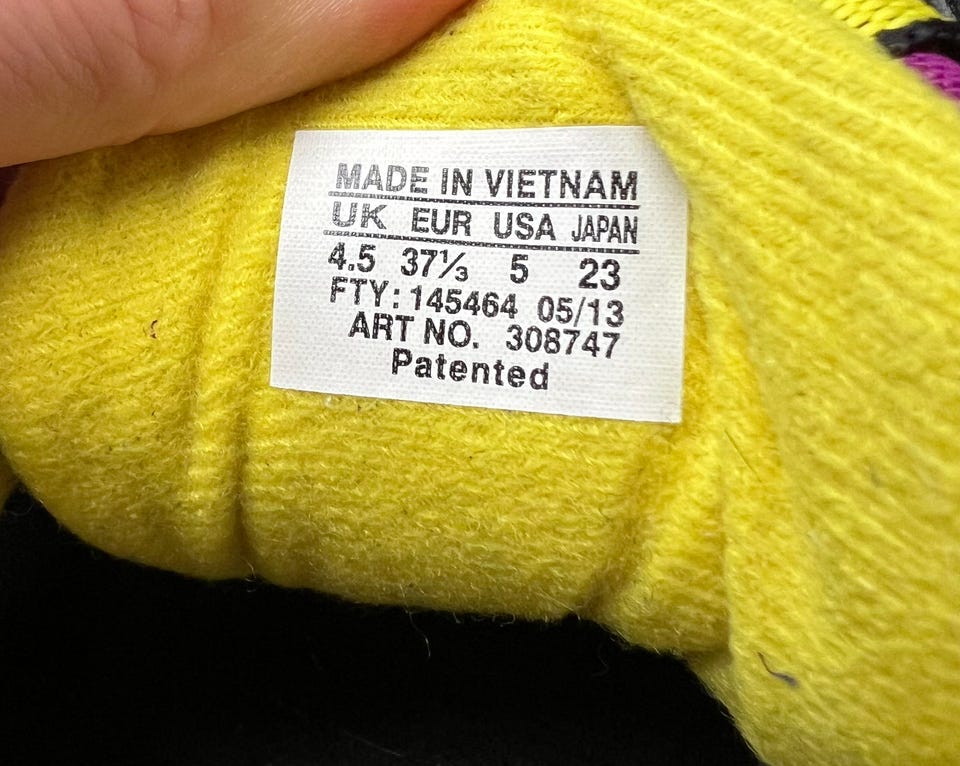 MADE IN VIETNAM
UK EUR USA JAPAN
4.5 37⅓ 5 23
FTY: 145464 05/13
ART NO. 308747
Patented